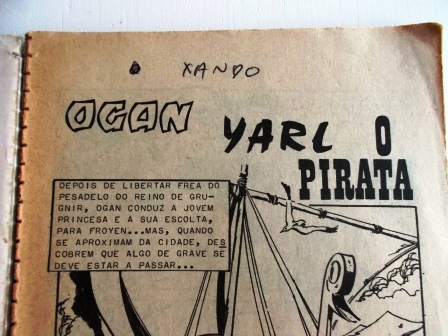 XANDO
OGAN YARL O
PIRATA
DEPOIS DE LIBERTAR FREA DO
PESADELO DO REINO DE GRU-
GNIR, OGAN CONDUZ A JOVEM
PRINCESA E A SUA ESCOLTA,
PARA FROYEN...MAS, QUANDO
SE APROXIMAM DA CIDADE, DES
COBREM QUE ALGO DE GRAVE SE
DEVE ESTAR A PASSAR...